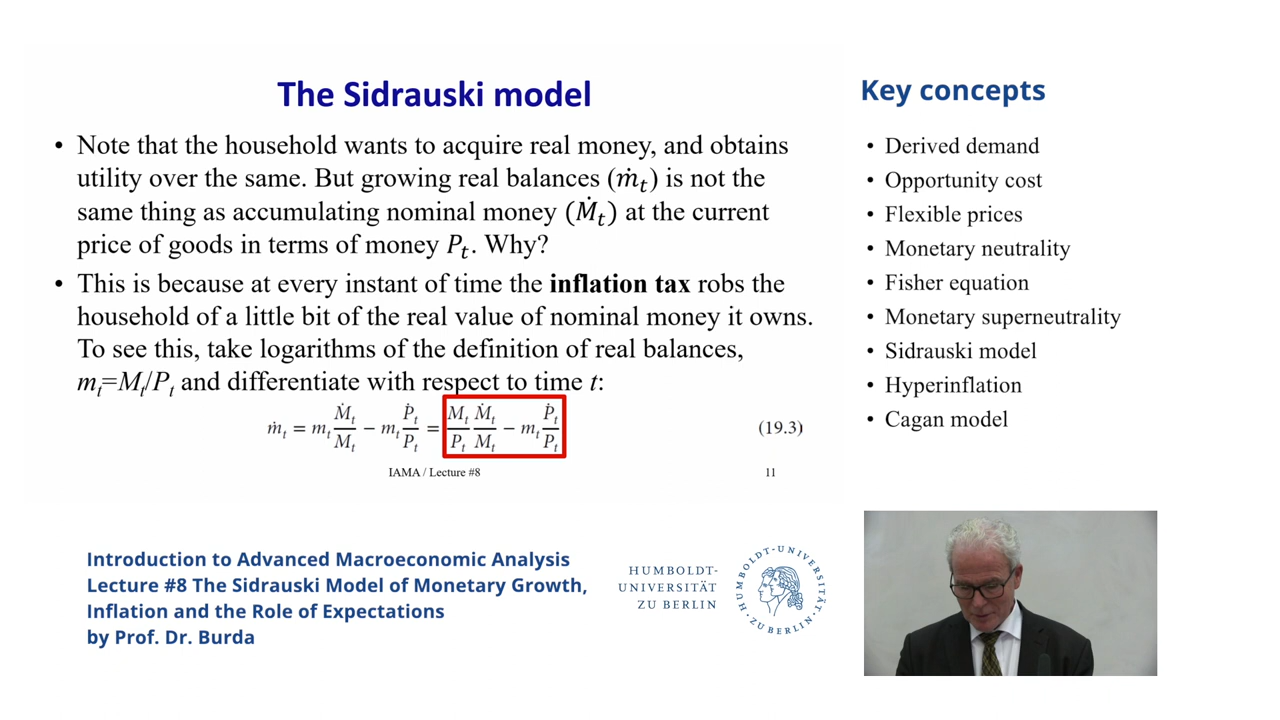 The Sidrauski model
• Note that the household wants to acquire real money, and obtains
utility over the same. But growing real balances (ṁₜ) is not the
same thing as accumulating nominal money (Ṁₜ) at the current
price of goods in terms of money Pₜ. Why?
• This is because at every instant of time the inflation tax robs the
household of a little bit of the real value of nominal money it owns.
To see this, take logarithms of the definition of real balances,
mₜ=Mₜ/Pₜ and differentiate with respect to time t:
ṁₜ = mₜ Ṁₜ/Mₜ − mₜ Ṗₜ/Pₜ = Mₜ/Pₜ Ṁₜ/Mₜ − mₜ Ṗₜ/Pₜ (19.3)
IAMA / Lecture #8 11
Key concepts
• Derived demand
• Opportunity cost
• Flexible prices
• Monetary neutrality
• Fisher equation
• Monetary superneutrality
• Sidrauski model
• Hyperinflation
• Cagan model
Introduction to Advanced Macroeconomic Analysis
Lecture #8 The Sidrauski Model of Monetary Growth,
Inflation and the Role of Expectations
by Prof. Dr. Burda
HUMBOLDT-
UNIVERSITÄT
ZU BERLIN
HUMBOLDT-UNIVERSITÄT · ZU BERLIN ·